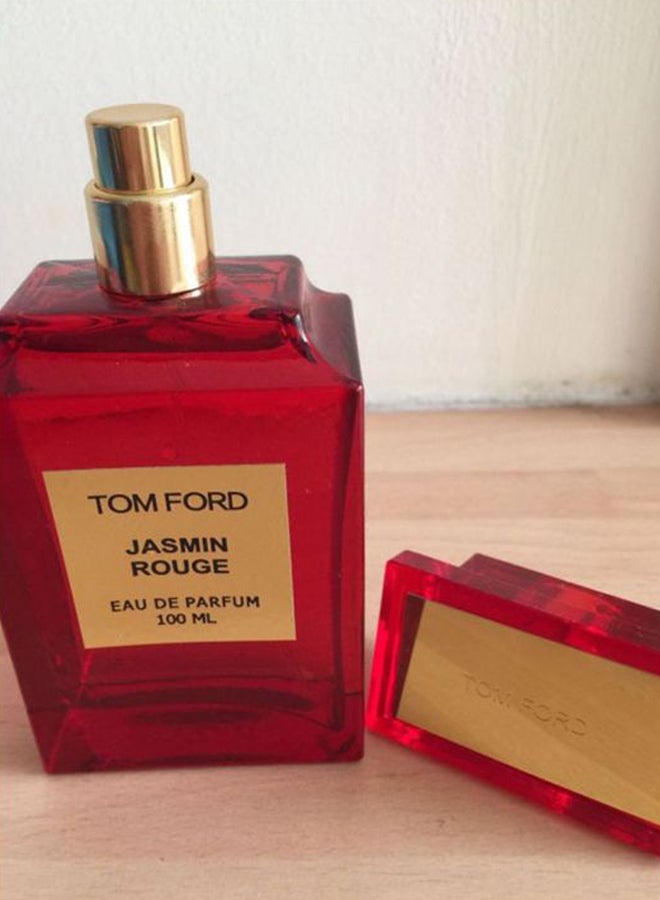 TOM FORD
JASMIN
ROUGE
EAU DE PARFUM
100 ML
TOM FORD